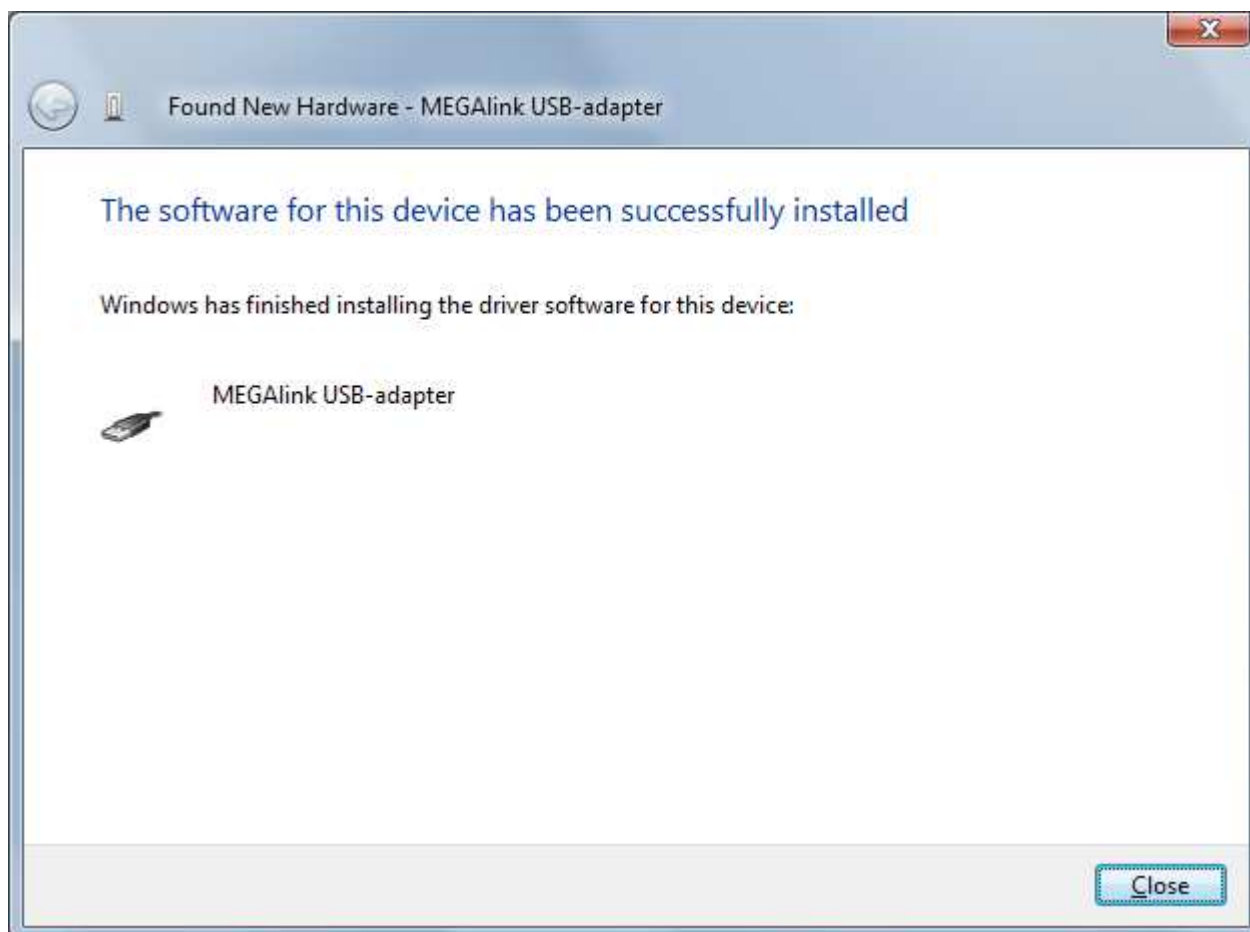 Found New Hardware - MEGAlink USB-adapter
The software for this device has been successfully installed
Windows has finished installing the driver software for this device:
MEGAlink USB-adapter
Close